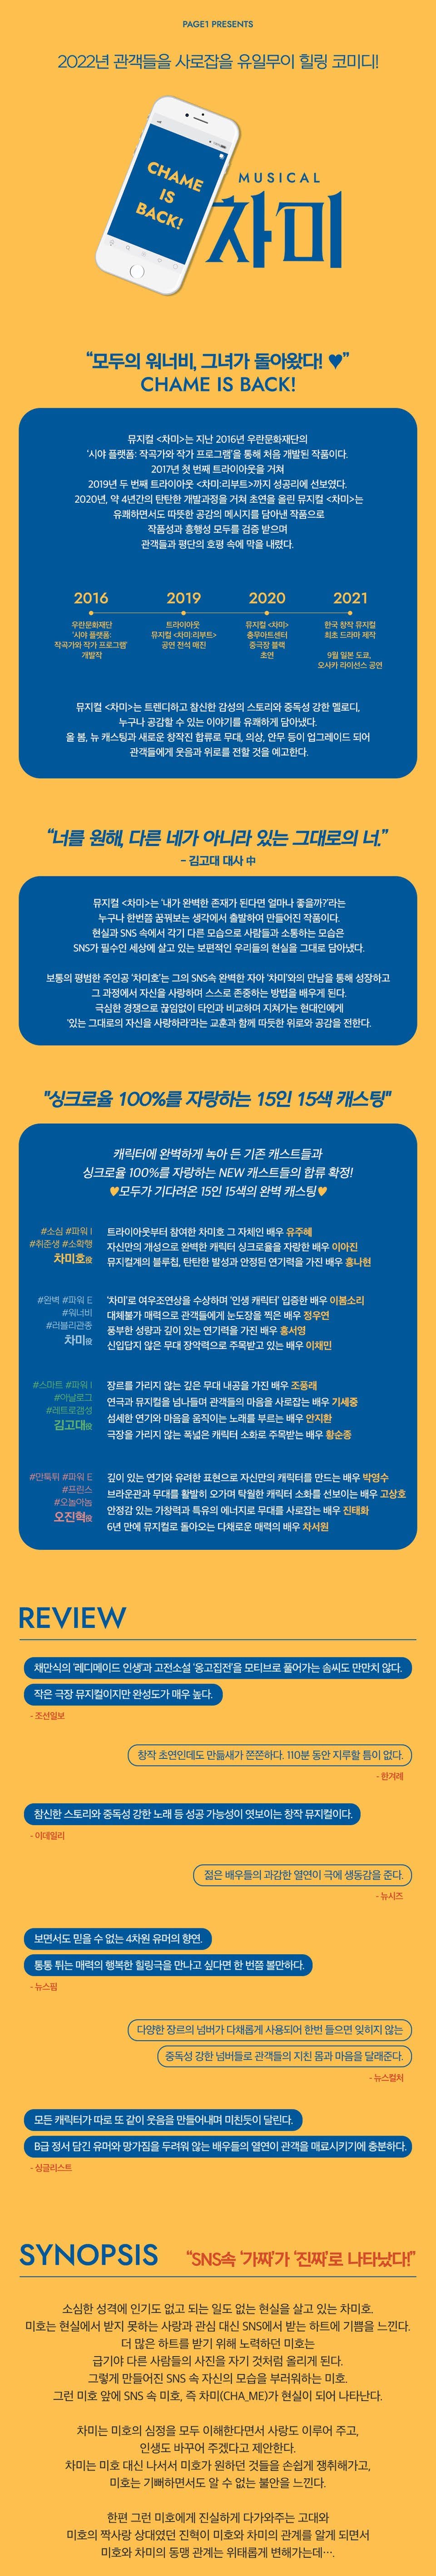 PAGE1 PRESENTS
2022년 관객들을 사로잡을 유일무이 힐링 코미디!
CHAME
IS
BACK!
MUSICAL
차미
“모두의 워너비, 그녀가 돌아왔다! ♥”
CHAME IS BACK!
뮤지컬 <차미>는 지난 2016년 우란문화재단의
‘시야 플랫폼: 작곡가와 작가 프로그램’을 통해 처음 개발된 작품이다.
2017년 첫 번째 트라이아웃을 거쳐
2019년 두 번째 트라이아웃 <차미:리부트>까지 성공리에 선보였다.
2020년, 약 4년간의 탄탄한 개발과정을 거쳐 초연을 올린 뮤지컬 <차미>는
유쾌하면서도 따뜻한 공감의 메시지를 담아낸 작품으로
작품성과 흥행성 모두를 검증 받으며
관객들과 평단의 호평 속에 막을 내렸다.
2016
2019
2020
2021
우란문화재단
‘시야 플랫폼:
작곡가와 작가 프로그램’
개발작
트라이아웃
뮤지컬 <차미:리부트>
공연 전석 매진
뮤지컬 <차미>
충무아트센터
중극장 블랙
초연
한국 창작 뮤지컬
최초 드라마 제작
9월 일본 도쿄,
오사카 라이선스 공연
뮤지컬 <차미>는 트렌디하고 참신한 감성의 스토리와 중독성 강한 멜로디,
누구나 공감할 수 있는 이야기를 유쾌하게 담아냈다.
올 봄, 뉴 캐스팅과 새로운 창작진 합류로 무대, 의상, 안무 등이 업그레이드 되어
관객들에게 웃음과 위로를 전할 것을 예고한다.
“너를 원해, 다른 네가 아니라 있는 그대로의 너.”
- 김고대 대사 中
뮤지컬 <차미>는 ‘내가 완벽한 존재가 된다면 얼마나 좋을까?’라는
누구나 한번쯤 꿈꿔보는 생각에서 출발하여 만들어진 작품이다.
현실과 SNS 속에서 각기 다른 모습으로 사람들과 소통하는 모습은
SNS가 필수인 세상에 살고 있는 보편적인 우리들의 현실을 그대로 담아냈다.
보통의 평범한 주인공 ‘차미호’는 그의 SNS속 완벽한 자아 ‘차미’와의 만남을 통해 성장하고
그 과정에서 자신을 사랑하며 스스로 존중하는 방법을 배우게 된다.
극심한 경쟁으로 끊임없이 타인과 비교하며 지쳐가는 현대인에게
‘있는 그대로의 자신을 사랑하라’라는 교훈과 함께 따듯한 위로와 공감을 전한다.
"싱크로율 100%를 자랑하는 15인 15색 캐스팅"
캐릭터에 완벽하게 녹아 든 기존 캐스트들과
싱크로율 100%를 자랑하는 NEW 캐스트들의 합류 확정!
♥모두가 기다려온 15인 15색의 완벽 캐스팅♥
#소심 #파워 I
#취준생 #소확행
차미호役
트라이아웃부터 참여한 차미호 그 자체인 배우 유주혜
자신만의 개성으로 완벽한 캐릭터 싱크로율을 자랑한 배우 이아진
뮤지컬계의 블루칩, 탄탄한 발성과 안정된 연기력을 가진 배우 홍나현
#완벽 #파워 E
#워너비
#러블리관종
차미役
‘차미’로 여우조연상을 수상하며 ‘인생 캐릭터’ 입증한 배우 이봄소리
대체불가 매력으로 관객들에게 눈도장을 찍은 배우 정우연
풍부한 성량과 깊이 있는 연기력을 가진 배우 홍서영
신입답지 않은 무대 장악력으로 주목받고 있는 배우 이채민
#스마트 #파워 I
#아날로그
#레트로갬성
김고대役
장르를 가리지 않는 깊은 무대 내공을 가진 배우 조풍래
연극과 뮤지컬을 넘나들며 관객들의 마음을 사로잡는 배우 기세중
섬세한 연기와 마음을 움직이는 노래를 부르는 배우 안지환
극장을 가리지 않는 폭넓은 캐릭터 소화로 주목받는 배우 황순종
#만뚝뛰 #파워 E
#프린스
#오늘아놈
오진혁役
깊이 있는 연기와 유려한 표현으로 자신만의 캐릭터를 만드는 배우 박영수
브라운관과 무대를 활발히 오가며 탁월한 캐릭터 소화를 선보이는 배우 고상호
안정감 있는 가창력과 특유의 에너지로 무대를 사로잡는 배우 진태화
6년 만에 뮤지컬로 돌아오는 다채로운 매력의 배우 차서원
REVIEW
채만식의 ‘레디메이드 인생’과 고전소설 ‘옹고집전’을 모티브로 풀어가는 솜씨도 만만치 않다.
작은 극장 뮤지컬이지만 완성도가 매우 높다.
- 조선일보
창작 초연인데도 만듦새가 쫀쫀하다. 110분 동안 지루할 틈이 없다.
- 한겨레
참신한 스토리와 중독성 강한 노래 등 성공 가능성이 엿보이는 창작 뮤지컬이다.
- 이데일리
젊은 배우들의 과감한 열연이 극에 생동감을 준다.
- 뉴시즈
보면서도 믿을 수 없는 4차원 유머의 향연.
통통 튀는 매력의 행복한 힐링극을 만나고 싶다면 한 번쯤 볼만하다.
- 뉴스핌
다양한 장르의 넘버가 다채롭게 사용되어 한번 들으면 잊히지 않는
중독성 강한 넘버들로 관객들의 지친 몸과 마음을 달래준다.
- 뉴스컬처
모든 캐릭터가 따로 또 같이 웃음을 만들어내며 미친듯이 달린다.
B급 정서 담긴 유머와 망가짐을 두려워 않는 배우들의 열연이 관객을 매료시키기에 충분하다.
- 싱글리스트
SYNOPSIS
“SNS속 ‘가짜’가 ‘진짜’로 나타났다!”
소심한 성격에 인기도 없고 되는 일도 없는 현실을 살고 있는 차미호.
미호는 현실에서 받지 못하는 사랑과 관심 대신 SNS에서 받는 하트에 기쁨을 느낀다.
더 많은 하트를 받기 위해 노력하던 미호는
급기야 다른 사람들의 사진을 자기 것처럼 올리게 된다.
그렇게 만들어진 SNS 속 자신의 모습을 부러워하는 미호.
그런 미호 앞에 SNS 속 미호, 즉 차미(CHA_ME)가 현실이 되어 나타난다.
차미는 미호의 심정을 모두 이해한다면서 사랑도 이루어 주고,
인생도 바꾸어 주겠다고 제안한다.
차미는 미호 대신 나서서 미호가 원하던 것들을 손쉽게 쟁취해가고,
미호는 기뻐하면서도 알 수 없는 불안을 느낀다.
한편 그런 미호에게 진실하게 다가와주는 고대와
미호의 짝사랑 상대였던 진혁이 미호와 차미의 관계를 알게 되면서
미호와 차미의 동맹 관계는 위태롭게 변해가는데….